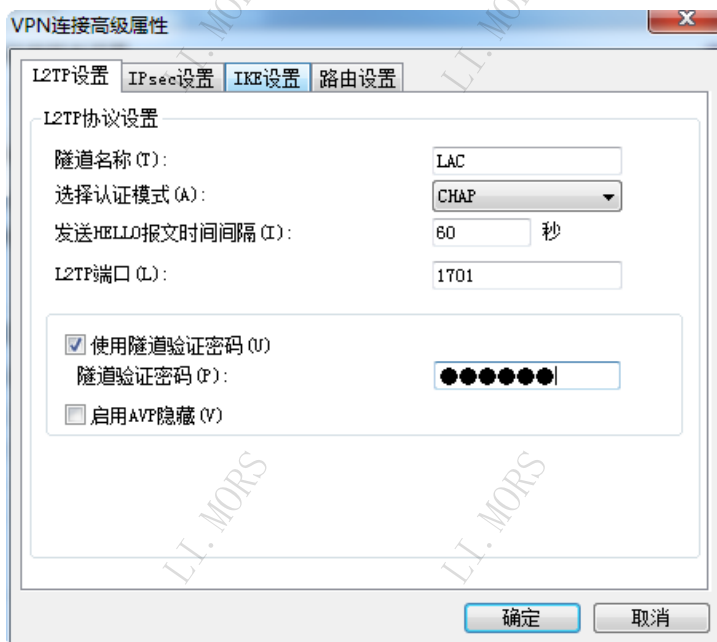 VPN连接高级属性
L2TP设置 IPsec设置 IKE设置 路由设置
L2TP协议设置
隧道名称(T): LAC
选择认证模式(A): CHAP
发送HELLO报文时间间隔(I): 60 秒
L2TP端口(L): 1701
使用隧道验证密码(U)
隧道验证密码(P): ●●●●●●
启用AVP隐藏(V)
LI.MORS LI.MORS
LI.MORS LI.MORS
确定 取消